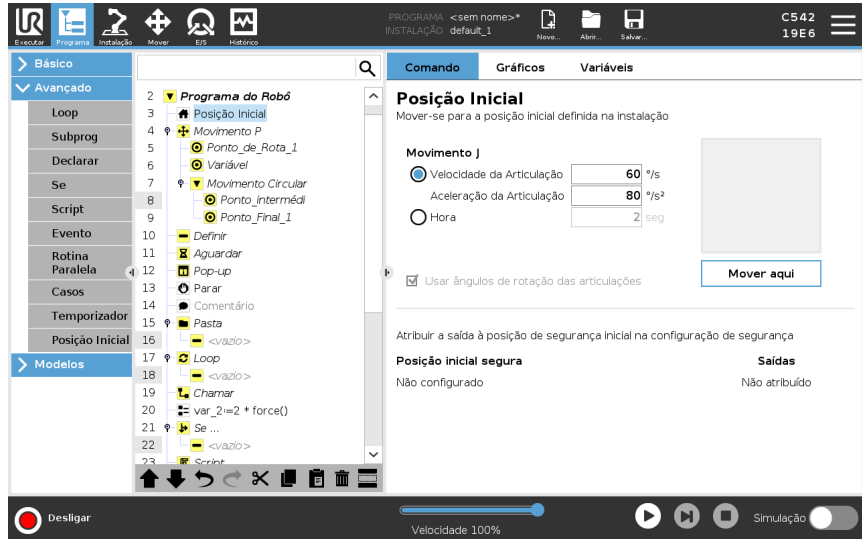 UR
PROGRAMA <sem nome>*
INSTALAÇÃO default_1
C542
19E6
Executar Programa Instalação Mover E/S Histórico Novo... Abrir... Salvar...
Básico
Avançado
Loop
Subprog
Declarar
Se
Script
Evento
Rotina
Paralela
Casos
Temporizador
Posição Inicial
Modelos
2 Programa do Robô
3 Posição Inicial
4 Movimento P
5 Ponto_de_Rota_1
6 Variável
7 Movimento Circular
8 Ponto_intermédi
9 Ponto_Final_1
10 Definir
11 Aguardar
12 Pop-up
13 Parar
14 Comentário
15 Pasta
16 <vazio>
17 Loop
18 <vazio>
19 Chamar
20 var_2:=2 * force()
21 Se ...
22 <vazio>
23 Script
Comando Gráficos Variáveis
Posição Inicial
Mover-se para a posição inicial definida na instalação
Movimento J
Velocidade da Articulação 60 °/s
Aceleração da Articulação 80 °/s²
Hora 2 seg
Mover aqui
Usar ângulos de rotação das articulações
Atribuir a saída à posição de segurança inicial na configuração de segurança
Posição inicial segura Saídas
Não configurado Não atribuído
Desligar
Velocidade 100%
Simulação